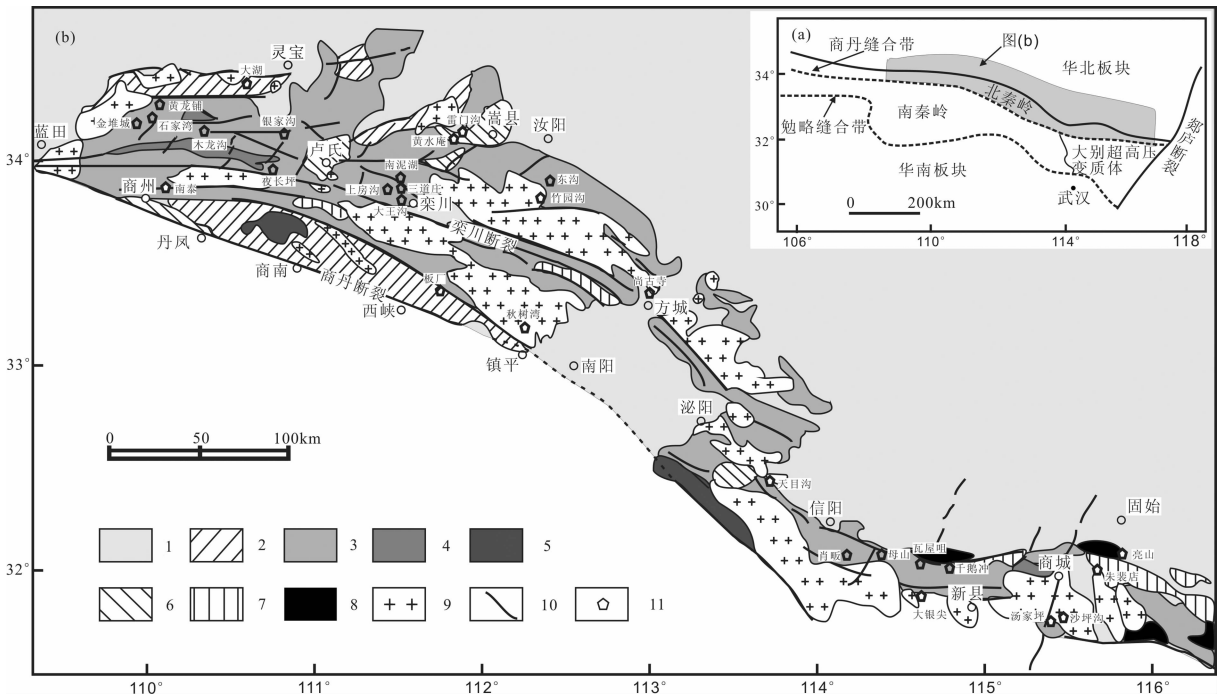 (b)
灵宝
大湖
黄龙铺
金堆城
石家湾
银家沟
木龙沟
蓝田
34°
卢氏
夜长坪
商州
南泰
丹凤
商南
商丹断裂
西峡
雷门沟
嵩县
黄水庵
汝阳
南泥湖
上房沟
三道庄
栾川
大王沟
东沟
竹园沟
栾川断裂
板厂
秋树湾
尚古寺
方城
镇平
南阳
33°
泌阳
天目沟
信阳
肖畈
母山
瓦屋咀
千鹅冲
大银尖
新县
商城
汤家坪
沙坪沟
固始
亮山
朱裴店
32°
0
50
100km
1
2
3
4
5
6
7
8
9
10
11
110°
111°
112°
113°
114°
115°
116°
(a)
商丹缝合带
图(b)
华北板块
34°
北秦岭
南秦岭
勉略缝合带
32°
华南板块
大别超高压
变质体
郯庐断裂
武汉
30°
0
200km
106°
110°
114°
118°